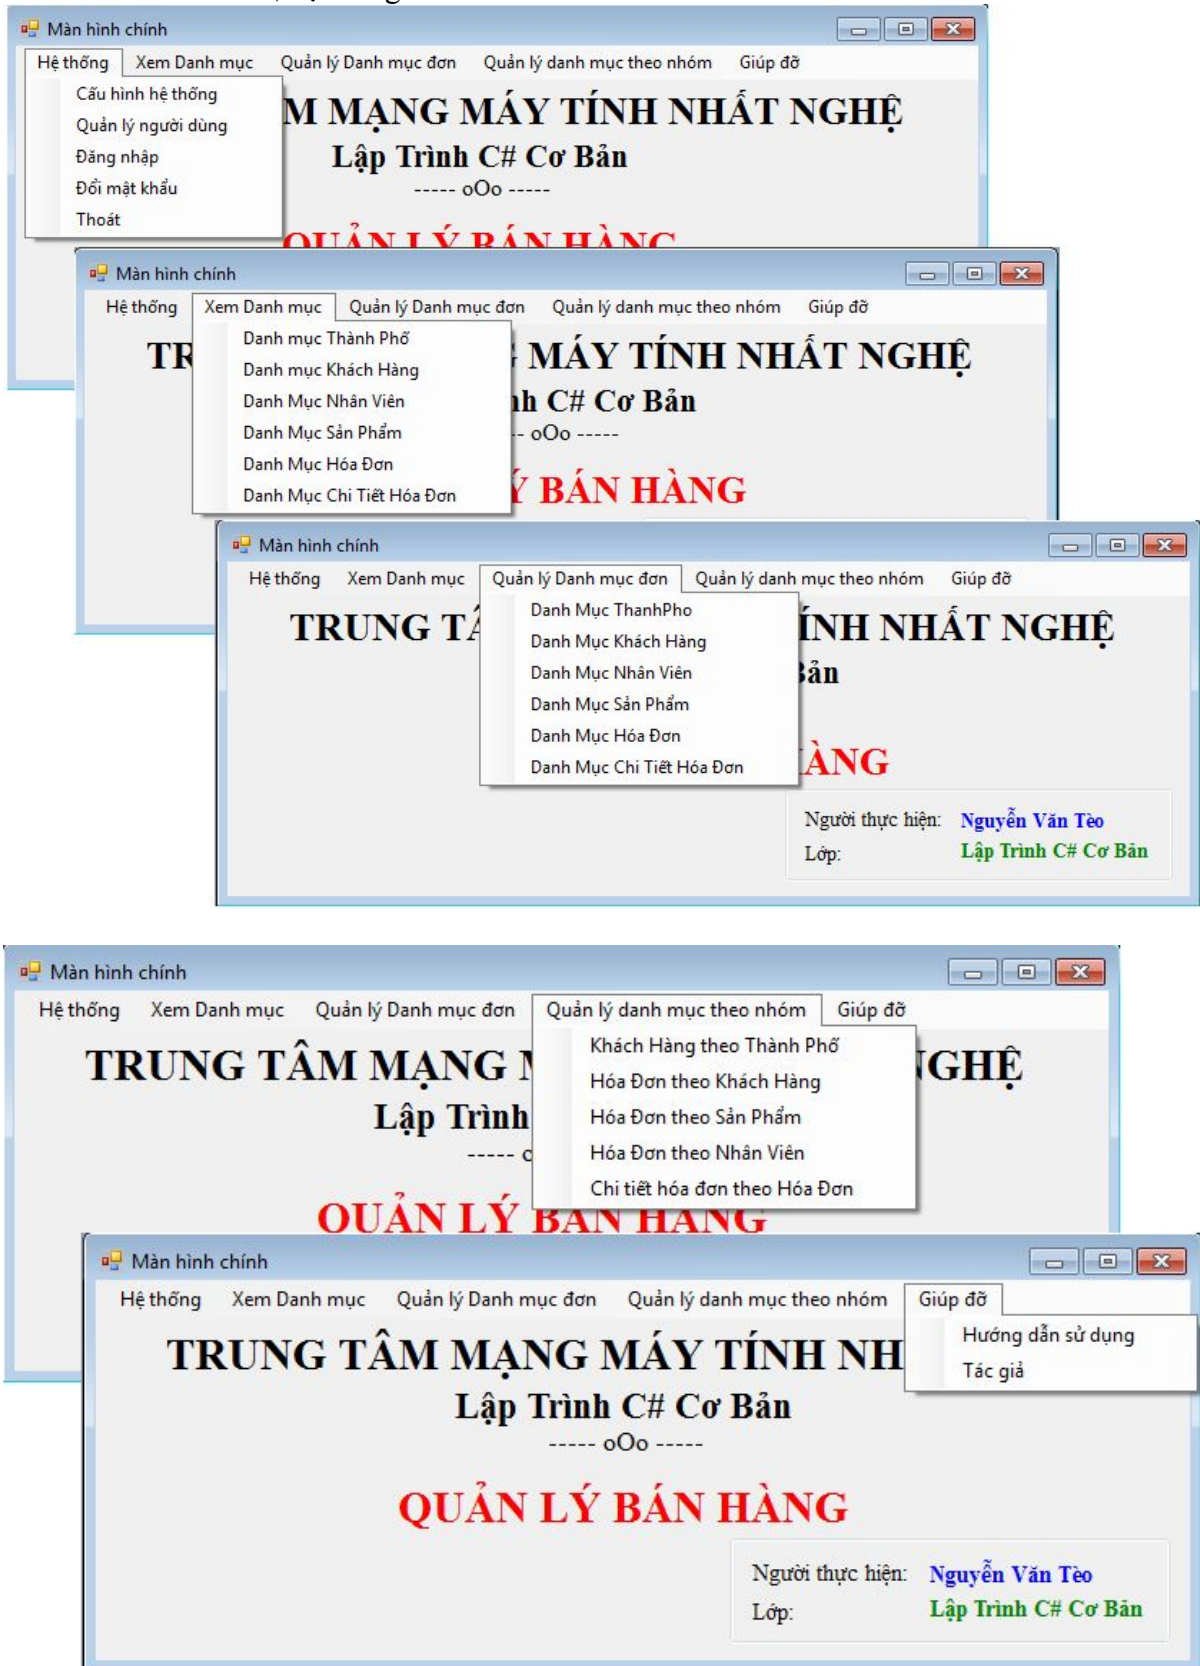 Màn hình chính
Hệ thống Xem Danh mục Quản lý Danh mục đơn Quản lý danh mục theo nhóm Giúp đỡ
Cấu hình hệ thống
Quản lý người dùng
Đăng nhập
Đổi mật khẩu
Thoát
M MẠNG MÁY TÍNH NHẤT NGHỆ
Lập Trình C# Cơ Bản
----- oOo -----
QUẢN LÝ BÁN HÀNG
Màn hình chính
Hệ thống Xem Danh mục Quản lý Danh mục đơn Quản lý danh mục theo nhóm Giúp đỡ
Danh mục Thành Phố
Danh mục Khách Hàng
Danh Mục Nhân Viên
Danh Mục Sản Phẩm
Danh Mục Hóa Đơn
Danh Mục Chi Tiết Hóa Đơn
TR MÁY TÍNH NHẤT NGHỆ
nh C# Cơ Bản
-- oOo -----
Ý BÁN HÀNG
Màn hình chính
Hệ thống Xem Danh mục Quản lý Danh mục đơn Quản lý danh mục theo nhóm Giúp đỡ
Danh Mục ThanhPho
Danh Mục Khách Hàng
Danh Mục Nhân Viên
Danh Mục Sản Phẩm
Danh Mục Hóa Đơn
Danh Mục Chi Tiết Hóa Đơn
TRUNG TÂ ÍNH NHẤT NGHỆ
Bản
HÀNG
Người thực hiện: Nguyễn Văn Tèo
Lớp: Lập Trình C# Cơ Bản
Màn hình chính
Hệ thống Xem Danh mục Quản lý Danh mục đơn Quản lý danh mục theo nhóm Giúp đỡ
Khách Hàng theo Thành Phố
Hóa Đơn theo Khách Hàng
Hóa Đơn theo Sản Phẩm
Hóa Đơn theo Nhân Viên
Chi tiết hóa đơn theo Hóa Đơn
TRUNG TÂM MẠNG M NGHỆ
Lập Trình
----- o
QUẢN LÝ BÁN HÀNG
Màn hình chính
Hệ thống Xem Danh mục Quản lý Danh mục đơn Quản lý danh mục theo nhóm Giúp đỡ
Hướng dẫn sử dụng
Tác giả
TRUNG TÂM MẠNG MÁY TÍNH NH
Lập Trình C# Cơ Bản
----- oOo -----
QUẢN LÝ BÁN HÀNG
Người thực hiện: Nguyễn Văn Tèo
Lớp: Lập Trình C# Cơ Bản